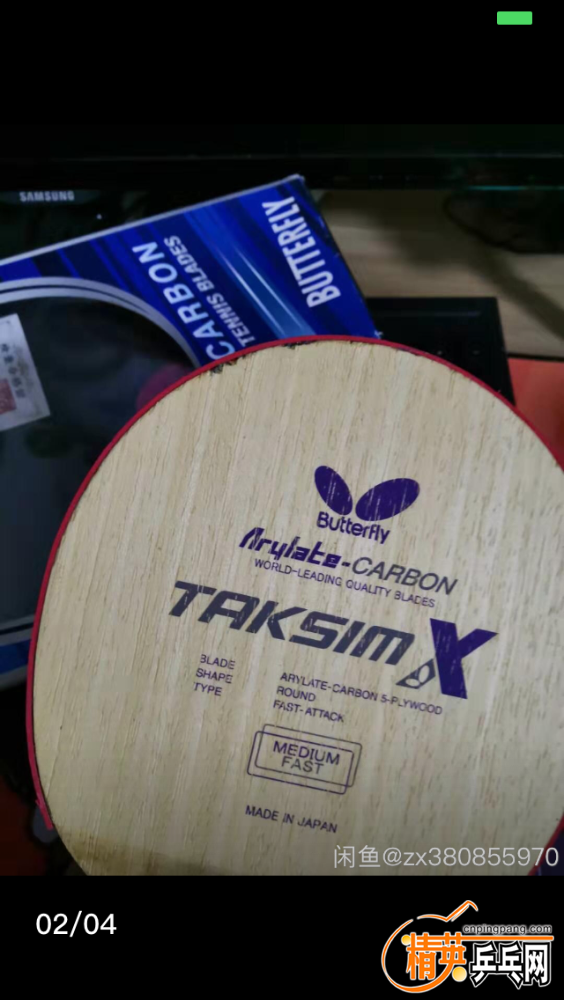 SAMSUNG
CARBON
TENNIS BLADES
BUTTERFLY
Butterfly
Arylate-CARBON
WORLD-LEADING QUALITY BLADES
TAKSIM X
BLADE ARYLATE-CARBON 5-PLYWOOD
SHAPE ROUND
TYPE FAST-ATTACK
MEDIUM
FAST
MADE IN JAPAN
闲鱼@zx380855970
02/04
cnpingpang.com
精英乒乓网